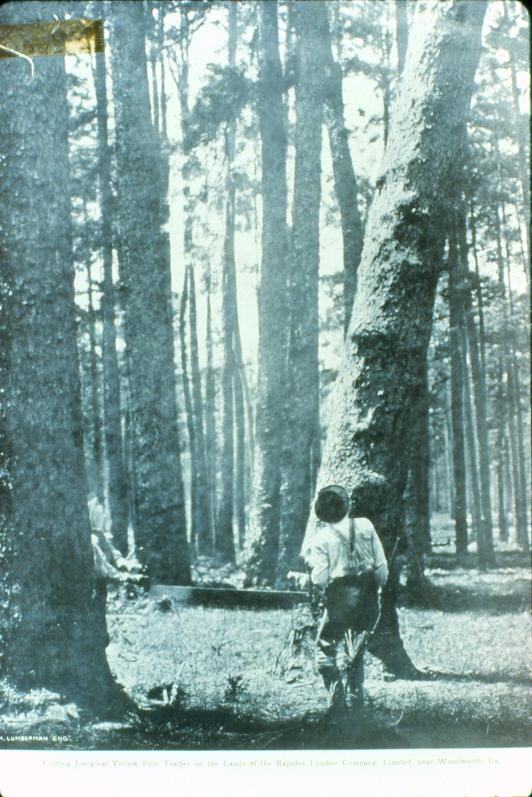 M. LUMBERMAN ENG.
Cutting Longleaf Yellow Pine Timber on the Lands of the Rapides Lumber Company, Limited, near Woodworth, La.